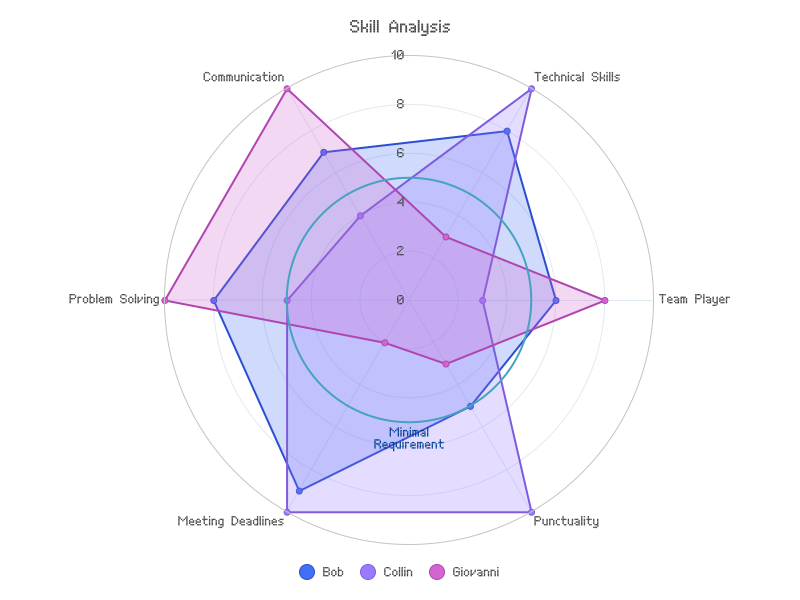 Skill Analysis
10
Communication
Technical Skills
8
6
4
2
Problem Solving
0
Team Player
Minimal
Requirement
Meeting Deadlines
Punctuality
Bob
Collin
Giovanni